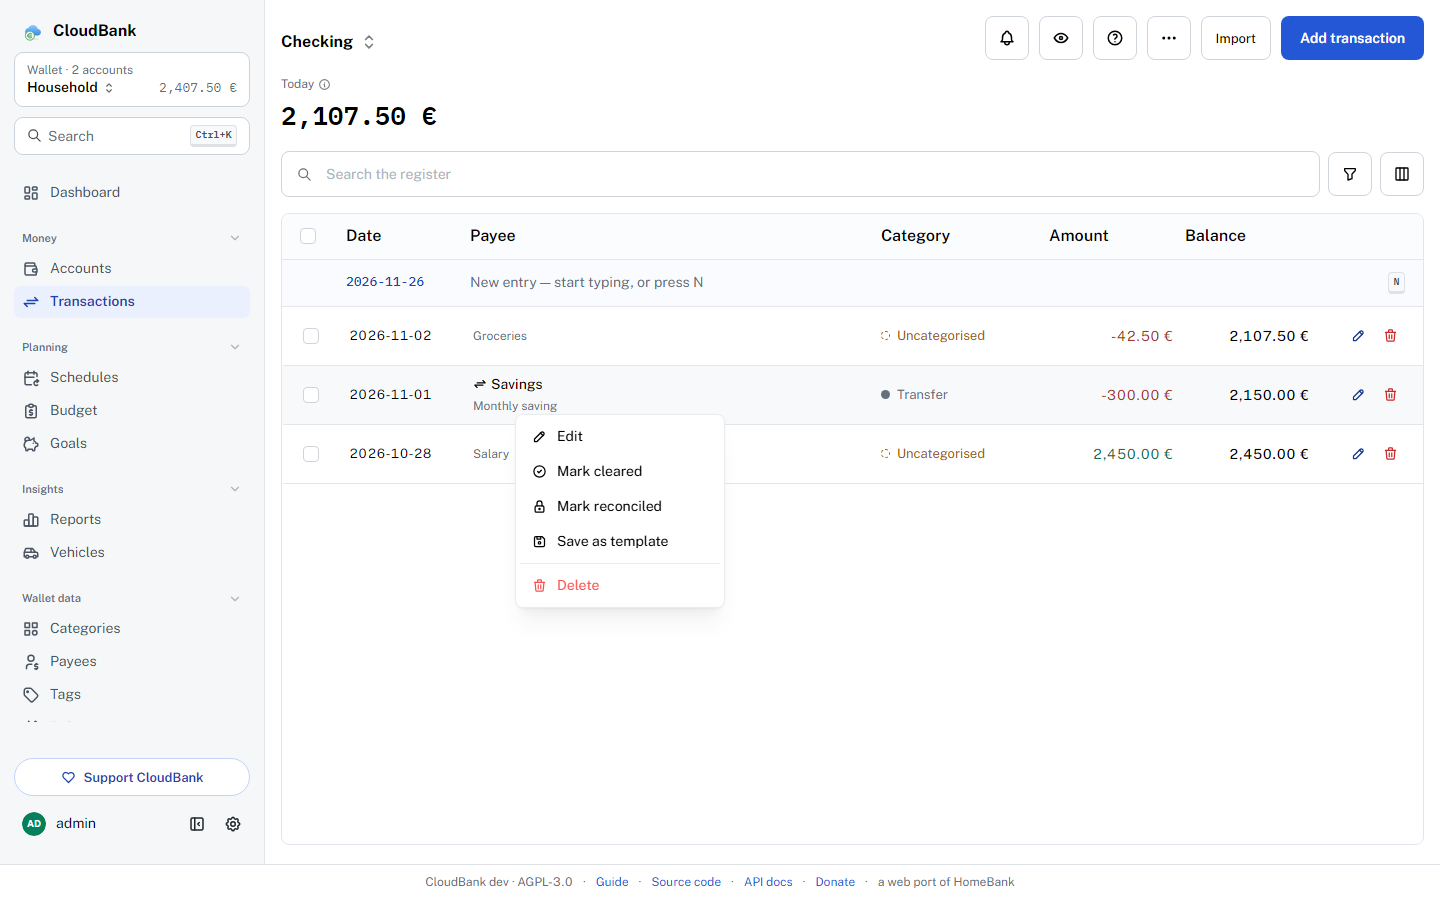 CloudBank
Wallet · 2 accounts
Household 2,407.50 €
Search Ctrl+K
Dashboard
Money
Accounts
Transactions
Planning
Schedules
Budget
Goals
Insights
Reports
Vehicles
Wallet data
Categories
Payees
Tags
Support CloudBank
AD admin
Checking
Import
Add transaction
Today
2,107.50 €
Search the register
Date Payee Category Amount Balance
2026-11-26 New entry — start typing, or press N N
2026-11-02 Groceries Uncategorised -42.50 € 2,107.50 €
2026-11-01 Savings Transfer -300.00 € 2,150.00 €
Monthly saving
2026-10-28 Salary Uncategorised 2,450.00 € 2,450.00 €
Edit
Mark cleared
Mark reconciled
Save as template
Delete
CloudBank dev · AGPL-3.0 · Guide · Source code · API docs · Donate · a web port of HomeBank